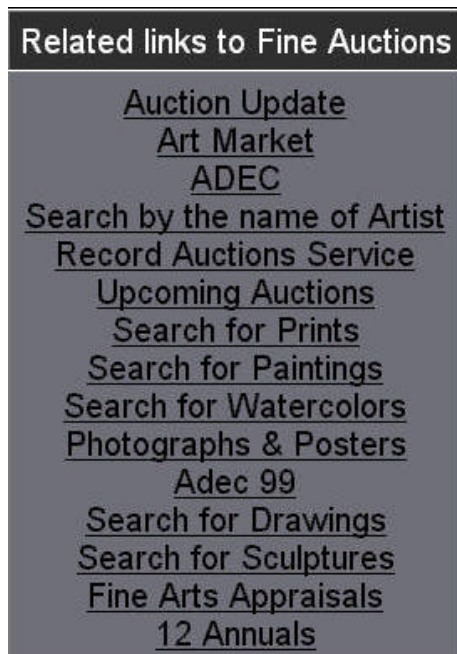 Related links to Fine Auctions
Auction Update
Art Market
ADEC
Search by the name of Artist
Record Auctions Service
Upcoming Auctions
Search for Prints
Search for Paintings
Search for Watercolors
Photographs & Posters
Adec 99
Search for Drawings
Search for Sculptures
Fine Arts Appraisals
12 Annuals